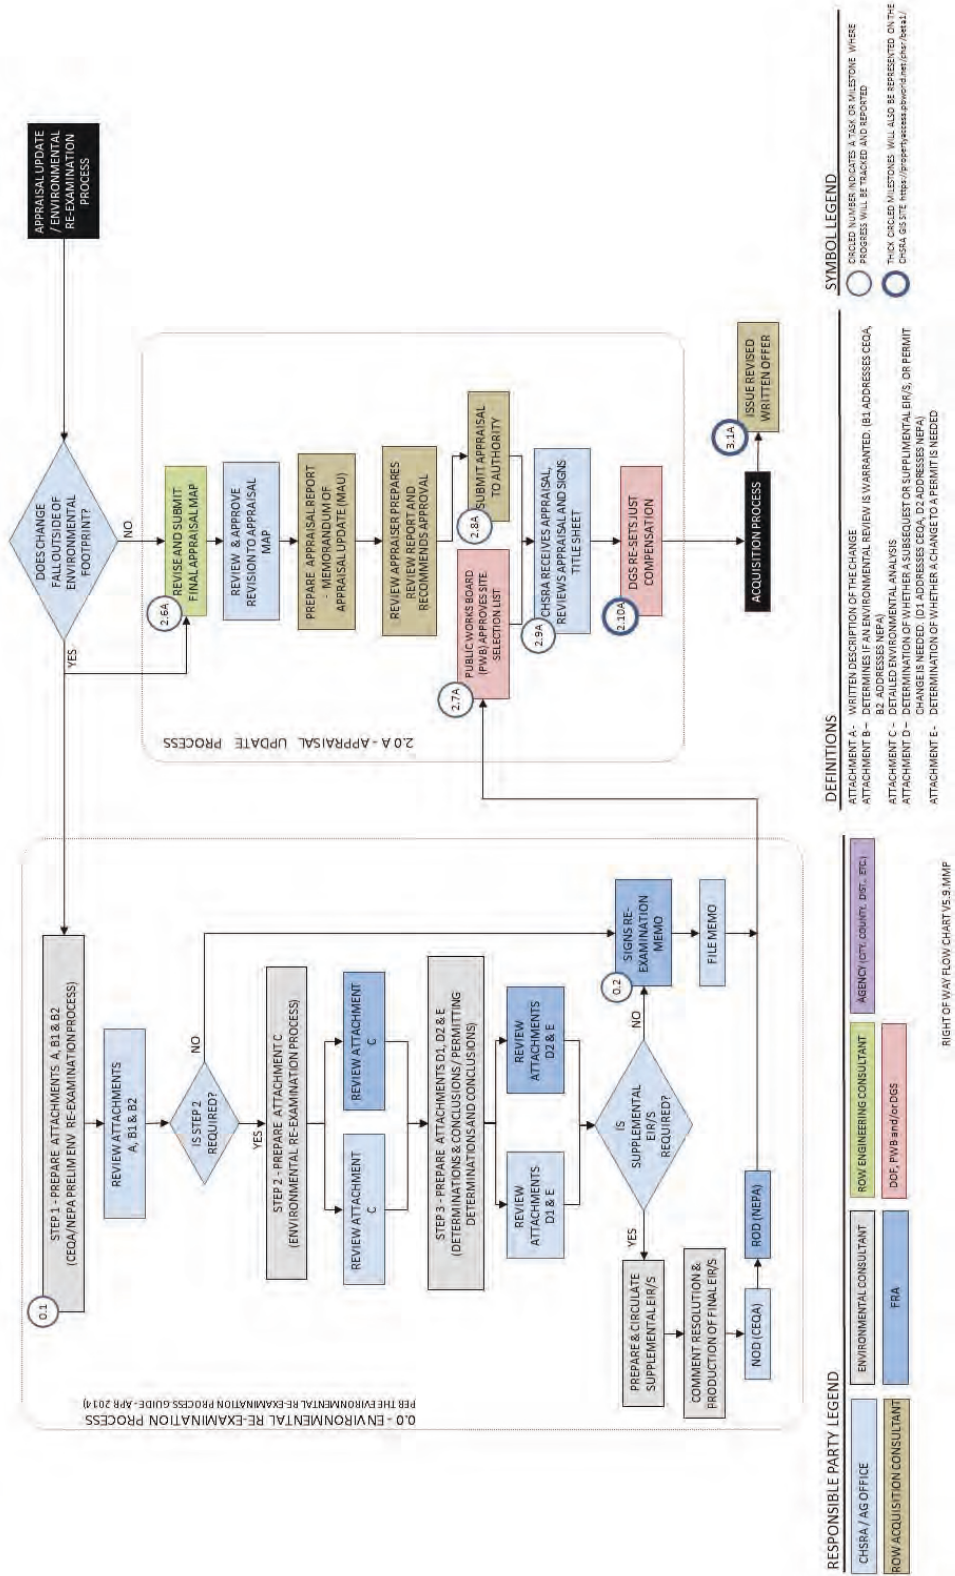 APPRAISAL UPDATE
/ ENVIRONMENTAL
RE-EXAMINATION
PROCESS
DOES CHANGE
FALL OUTSIDE OF
ENVIRONMENTAL
FOOTPRINT?
YES
NO
0.0 - ENVIRONMENTAL RE-EXAMINATION PROCESS
PER THE ENVIRONMENTAL RE-EXAMINATION PROCESS GUIDE - APR 2014)
0.1
STEP 1 - PREPARE ATTACHMENTS A, B1 & B2
(CEQA/NEPA PRELIM ENV RE-EXAMINATION PROCESS)
REVIEW ATTACHMENTS
A, B1 & B2
IS STEP 2
REQUIRED?
NO
YES
STEP 2 - PREPARE ATTACHMENT C
(ENVIRONMENTAL RE-EXAMINATION PROCESS)
REVIEW ATTACHMENT
C
REVIEW ATTACHMENT
C
STEP 3 - PREPARE ATTACHMENTS D1, D2 & E
(DETERMINATIONS & CONCLUSIONS / PERMITTING
DETERMINATIONS AND CONCLUSIONS)
REVIEW
ATTACHMENTS
D1 & E
REVIEW
ATTACHMENTS
D2 & E
IS
SUPPLEMENTAL
EIR/S
REQUIRED?
YES
NO
PREPARE & CIRCULATE
SUPPLEMENTAL EIR/S
COMMENT RESOLUTION &
PRODUCTION OF FINAL EIR/S
NOD (CEQA)
ROD (NEPA)
0.2
SIGNS RE-
EXAMINATION
MEMO
FILE MEMO
2.0 A - APPRAISAL UPDATE PROCESS
2.6A
REVISE AND SUBMIT
FINAL APPRAISAL MAP
REVIEW & APPROVE
REVISION TO APPRAISAL
MAP
PREPARE APPRAISAL REPORT
- MEMORANDUM OF
APPRAISAL UPDATE (MAU)
REVIEW APPRAISER PREPARES
REVIEW REPORT AND
RECOMMENDS APPROVAL
2.7A
PUBLIC WORKS BOARD
(PWB) APPROVES SITE
SELECTION LIST
2.8A
SUBMIT APPRAISAL
TO AUTHORITY
2.9A
CHSRA RECEIVES APPRAISAL,
REVIEWS APPRAISAL AND SIGNS
TITLE SHEET
2.10A
DGS RE-SETS JUST
COMPENSATION
ACQUISITION PROCESS
3.1A
ISSUE REVISED
WRITTEN OFFER
RESPONSIBLE PARTY LEGEND
CHSRA / AG OFFICE
ENVIRONMENTAL CONSULTANT
ROW ENGINEERING CONSULTANT
AGENCY (CITY, COUNTY, DIST., ETC.)
ROW ACQUISITION CONSULTANT
FRA
DOF, PWB and/or DGS
DEFINITIONS
ATTACHMENT A - WRITTEN DESCRIPTION OF THE CHANGE
ATTACHMENT B – DETERMINES IF AN ENVIRONMENTAL REVIEW IS WARRANTED. (B1 ADDRESSES CEQA,
B2 ADDRESSES NEPA)
ATTACHMENT C - DETAILED ENVIRONMENTAL ANALYSIS
ATTACHMENT D – DETERMINATION OF WHETHER A SUBSEQUEST OR SUPPLIMENTAL EIR/S, OR PERMIT
CHANGE IS NEEDED. (D1 ADDRESSES CEQA, D2 ADDRESSES NEPA)
ATTACHMENT E - DETERMINATION OF WHETHER A CHANGE TO A PERMIT IS NEEDED
SYMBOL LEGEND
CIRCLED NUMBER INDICATES A TASK OR MILESTONE WHERE
PROGRESS WILL BE TRACKED AND REPORTED
THICK CIRCLED MILESTONES WILL ALSO BE REPRESENTED ON THE
CHSRA GIS SITE https://propertyaccess.pbworld.net/chsr/beta1/
RIGHT OF WAY FLOW CHART V5.9.MMP